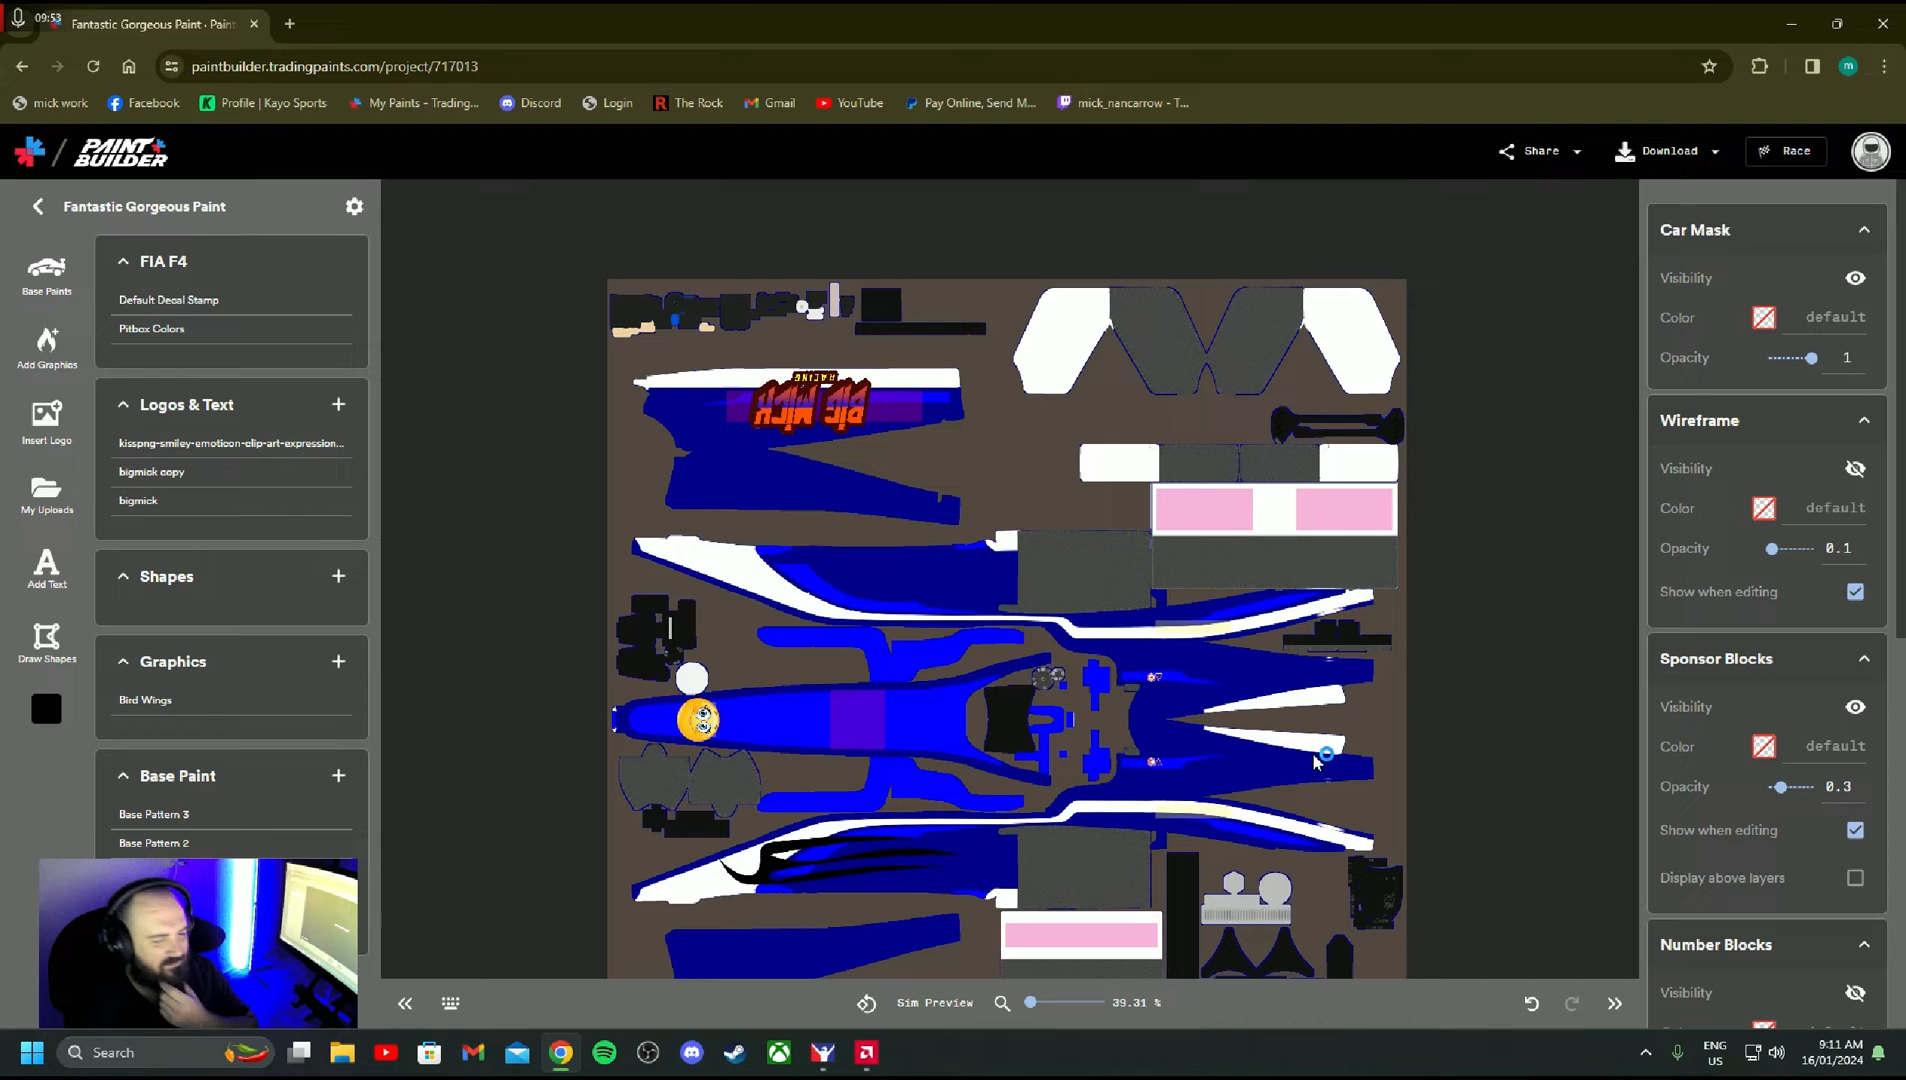 09:53
Fantastic Gorgeous Paint · Paint
paintbuilder.tradingpaints.com/project/717013
m
mick work
Facebook
Profile | Kayo Sports
My Paints - Trading...
Discord
Login
The Rock
Gmail
YouTube
Pay Online, Send M...
mick_nancarrow - T...
PAINT BUILDER
Share
Download
Race
Fantastic Gorgeous Paint
Base Paints
Add Graphics
Insert Logo
My Uploads
Add Text
Draw Shapes
FIA F4
Default Decal Stamp
Pitbox Colors
Logos & Text
kisspng-smiley-emoticon-clip-art-expression...
bigmick copy
bigmick
Shapes
Graphics
Bird Wings
Base Paint
Base Pattern 3
Base Pattern 2
RACING
BIG MICK
Car Mask
Visibility
Color default
Opacity 1
Wireframe
Visibility
Color default
Opacity 0.1
Show when editing
Sponsor Blocks
Visibility
Color default
Opacity 0.3
Show when editing
Display above layers
Number Blocks
Visibility
Sim Preview
39.31 %
Search
ENG
US
9:11 AM
16/01/2024